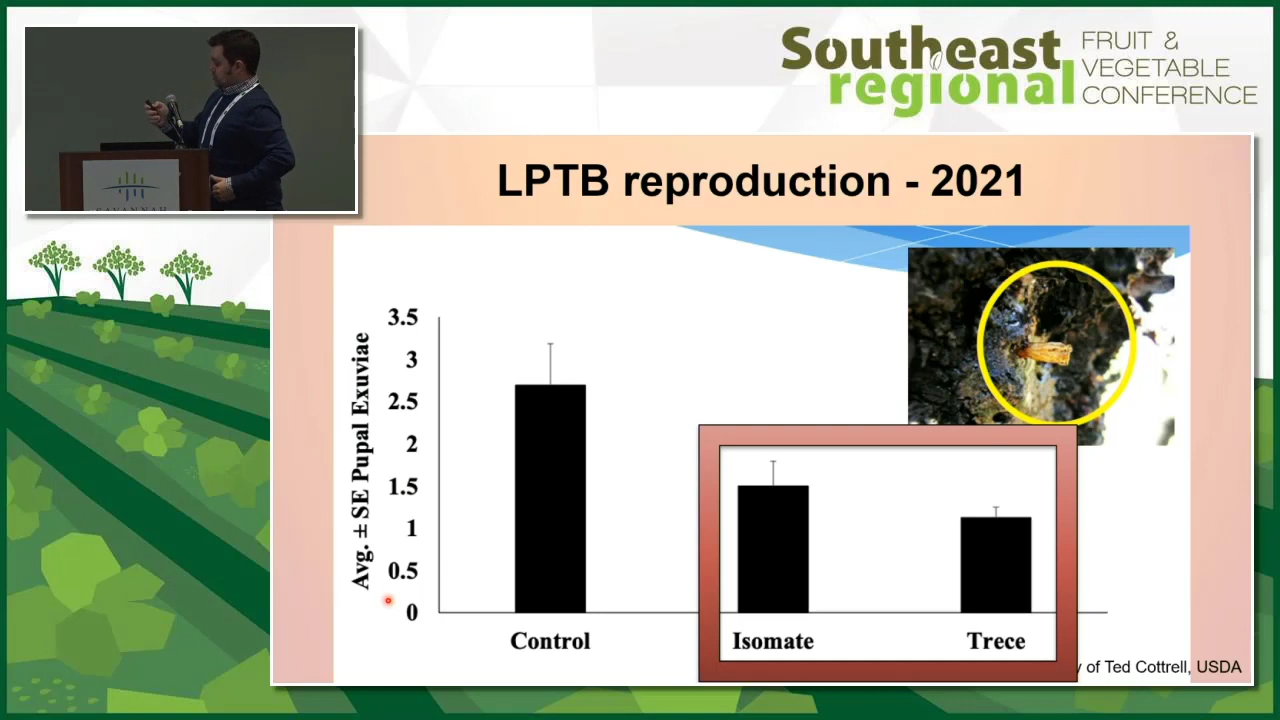 Southeast
regional
FRUIT &
VEGETABLE
CONFERENCE
SAVANNAH
LPTB reproduction - 2021
Avg. ± SE Pupal Exuviae
3.5
3
2.5
2
1.5
1
0.5
0
Control
Isomate
Trece
of Ted Cottrell, USDA